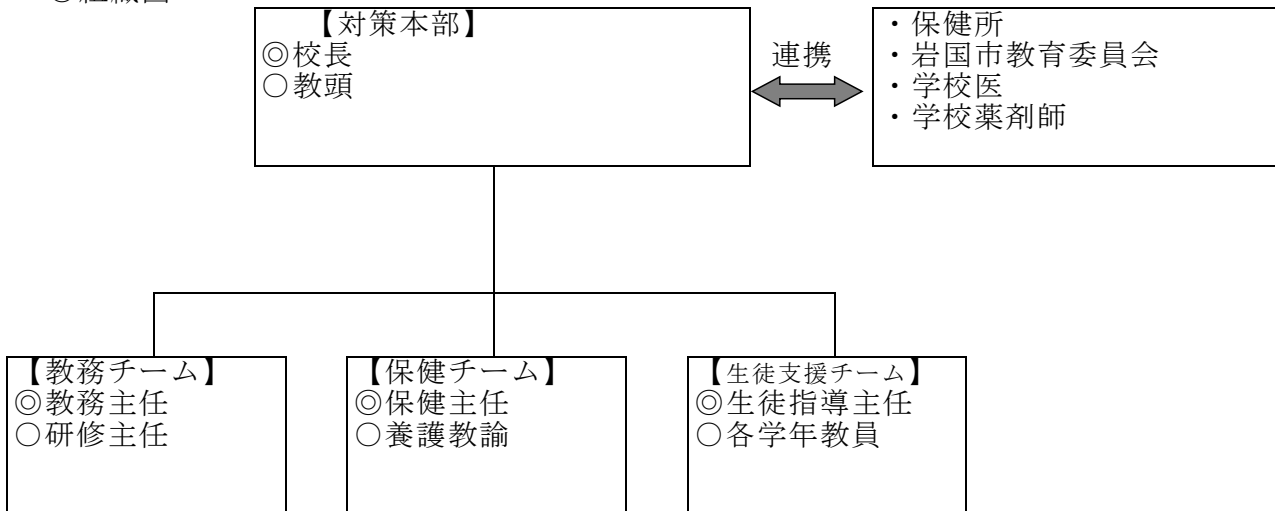 【対策本部】
◎校長
○教頭
連携
・保健所
・岩国市教育委員会
・学校医
・学校薬剤師
【教務チーム】
◎教務主任
○研修主任
【保健チーム】
◎保健主任
○養護教諭
【生徒支援チーム】
◎生徒指導主任
○各学年教員